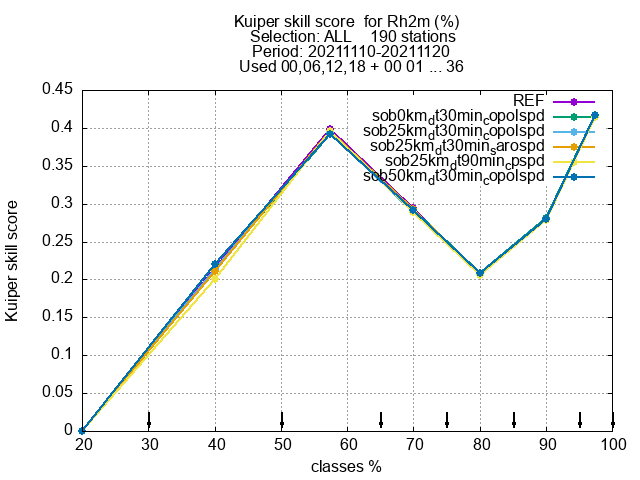 Kuiper skill score  for Rh2m (%)
Selection: ALL    190 stations
Period: 20211110-20211120
Used 00,06,12,18 + 00 01 ... 36
REF
sob0km_dt30min_copolspd
sob25km_dt30min_copolspd
sob25km_dt30min_sarospd
sob25km_dt90min_cpspd
sob50km_dt30min_copolspd
Kuiper skill score
0.45
0.4
0.35
0.3
0.25
0.2
0.15
0.1
0.05
0
20 30 40 50 60 70 80 90 100
classes %